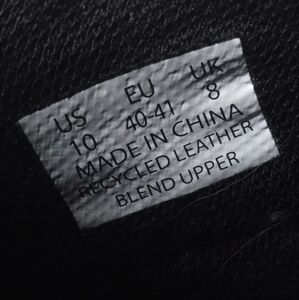 US EU UK
10 40-41 8
MADE IN CHINA
RECYCLED LEATHER
BLEND UPPER